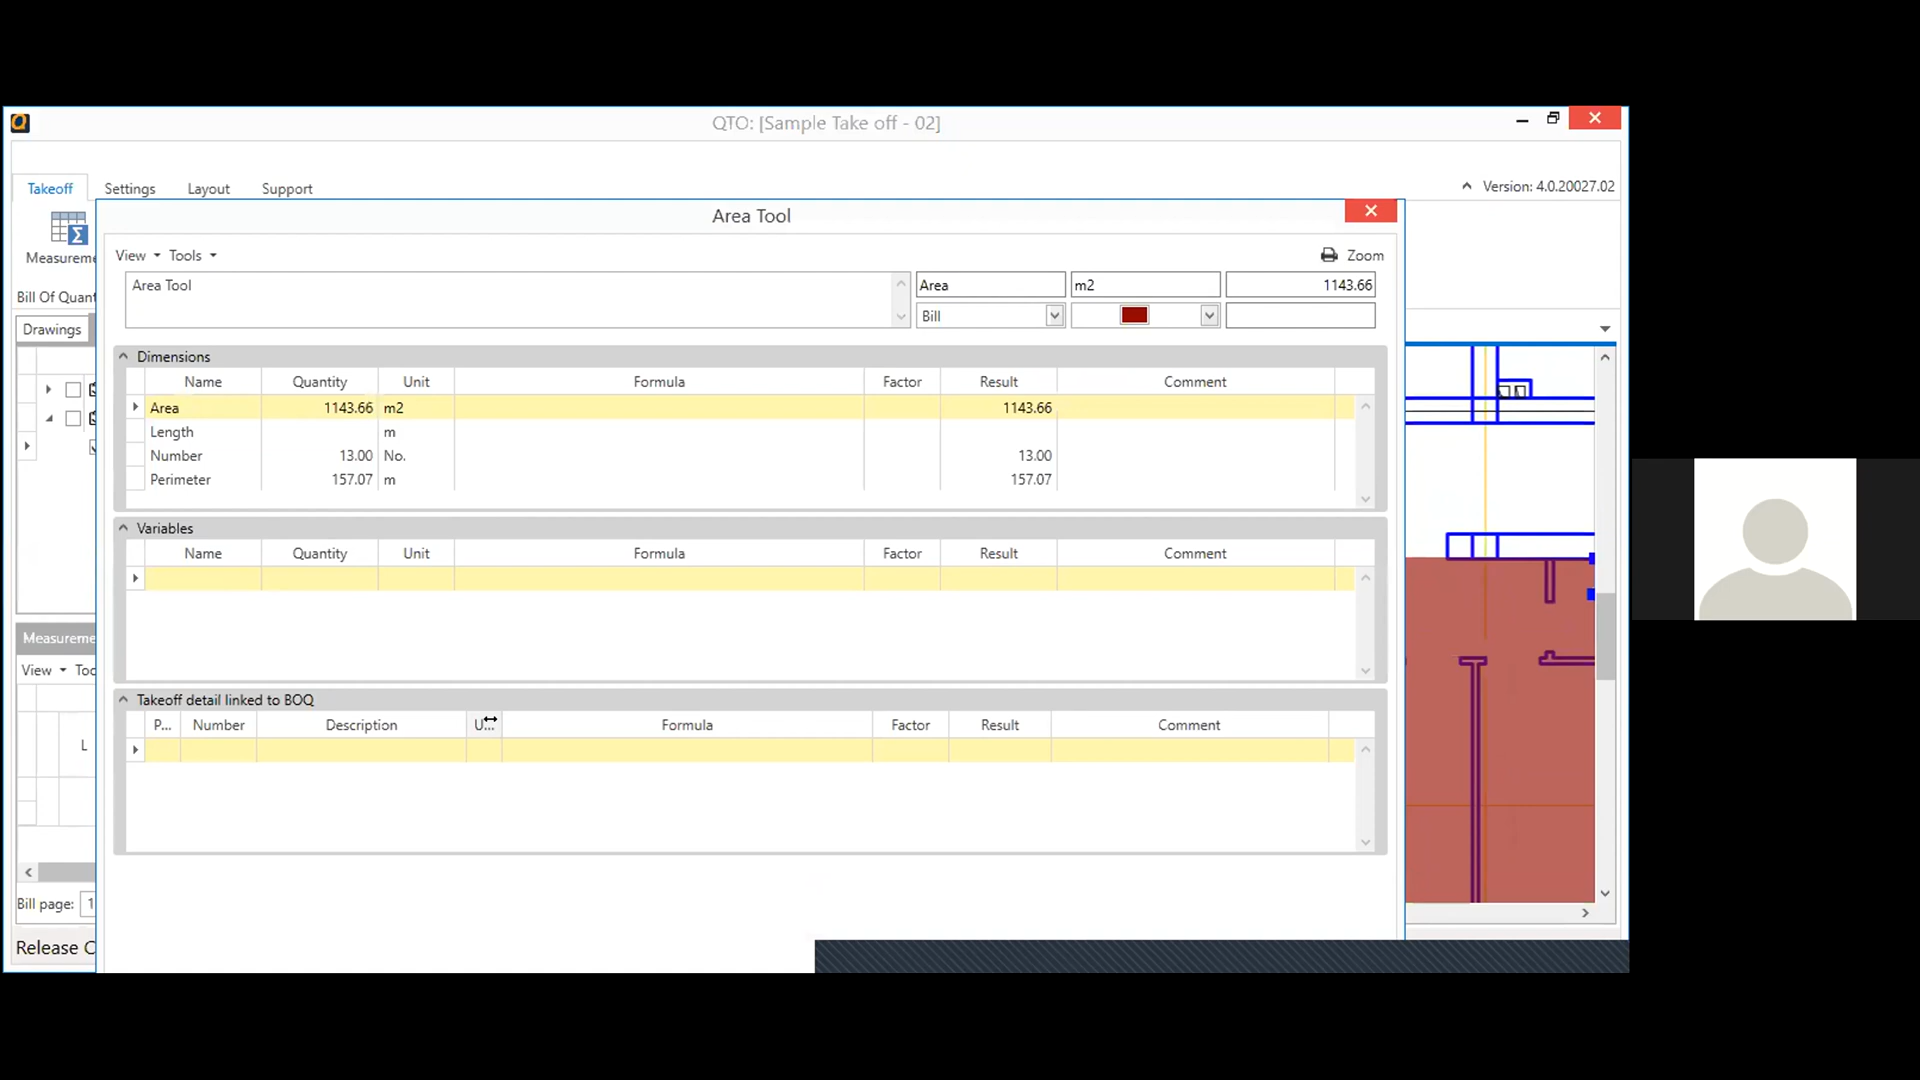 QTO: [Sample Take off - 02]
Takeoff Settings Layout Support
Version: 4.0.20027.02
Area Tool
View Tools
Zoom
Measureme
Bill Of Quant
Drawings
Area Tool
Area m2 1143.66
Bill
Dimensions
Name Quantity Unit Formula Factor Result Comment
Area 1143.66 m2 1143.66
Length m
Number 13.00 No. 13.00
Perimeter 157.07 m 157.07
Variables
Name Quantity Unit Formula Factor Result Comment
Measureme
View Too
Takeoff detail linked to BOQ
P... Number Description U... Formula Factor Result Comment
L
Bill page: 1
Release C